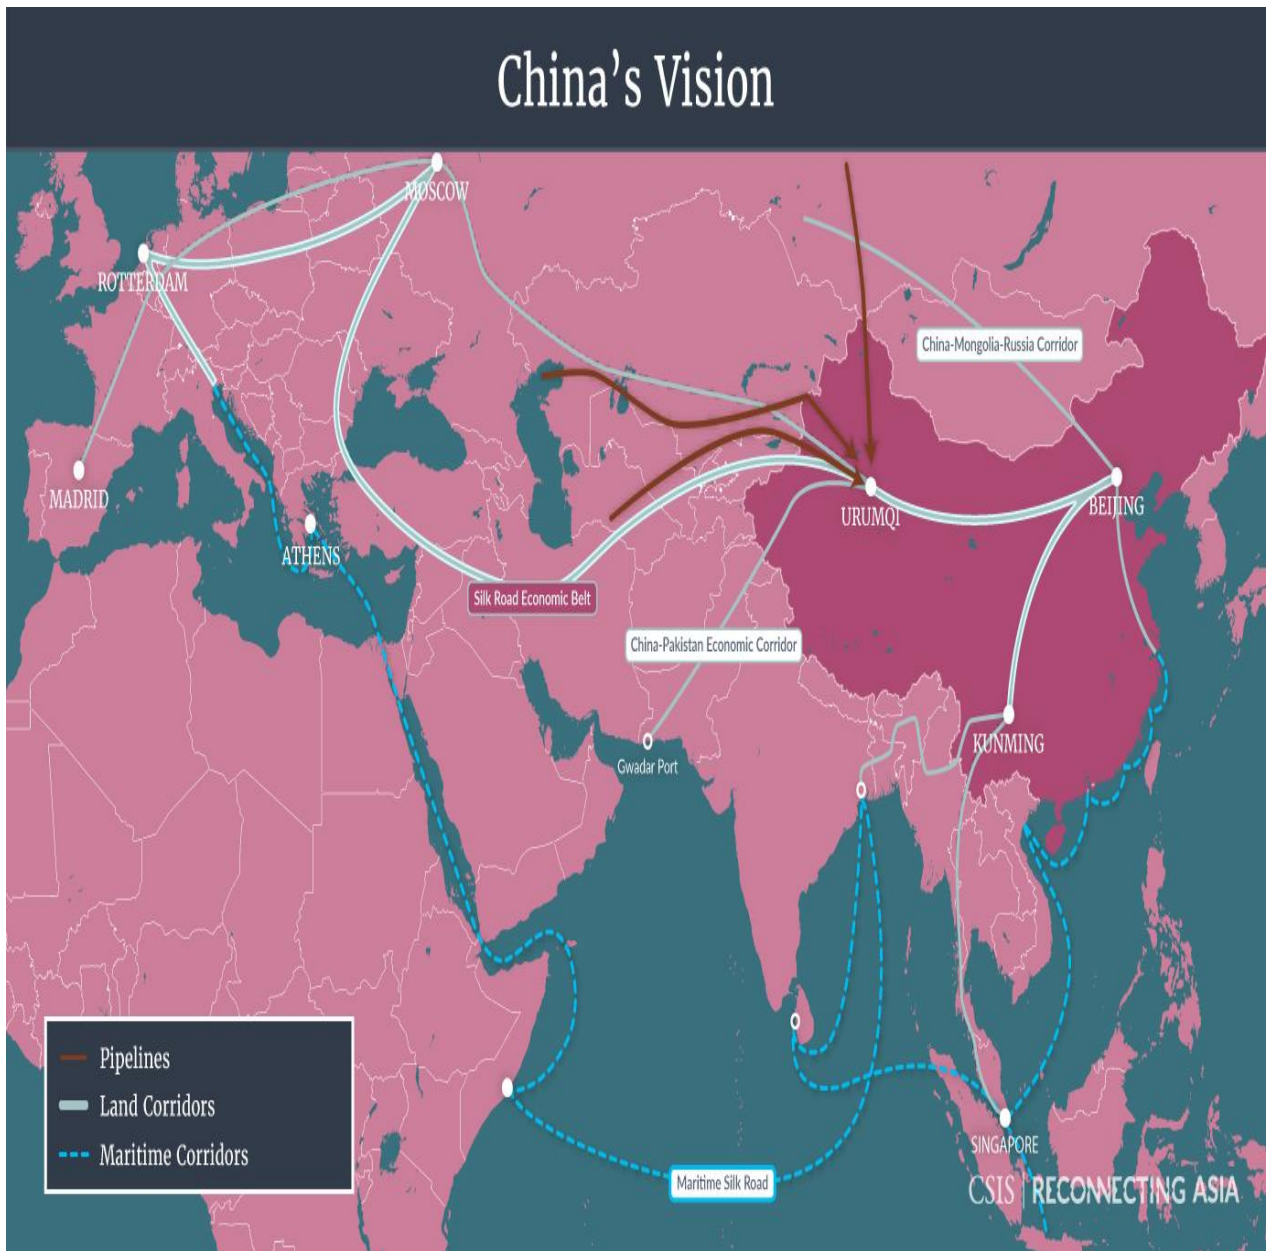 China's Vision
MOSCOW
ROTTERDAM
China-Mongolia-Russia Corridor
MADRID
URUMQI
BEIJING
ATHENS
Silk Road Economic Belt
China-Pakistan Economic Corridor
KUNMING
Gwadar Port
Pipelines
Land Corridors
Maritime Corridors
SINGAPORE
Maritime Silk Road
CSIS | RECONNECTING ASIA